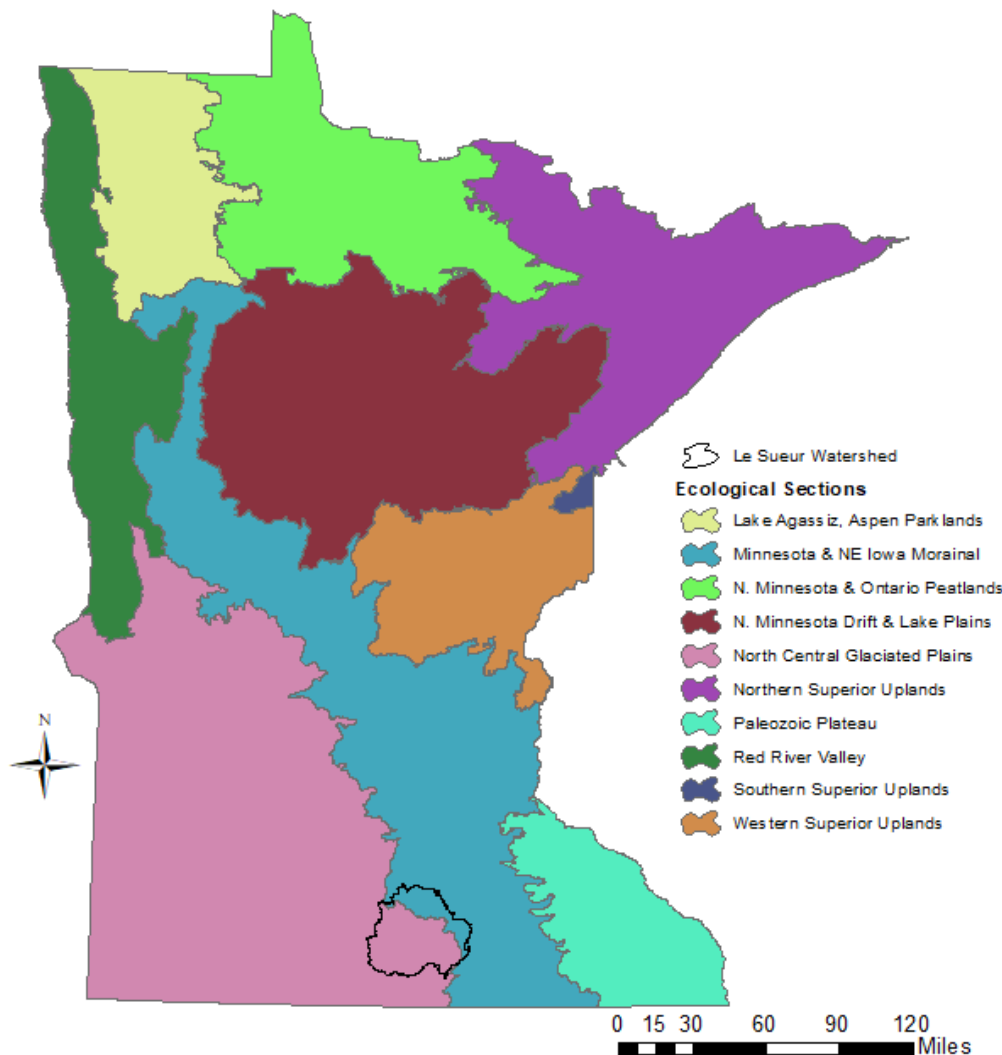 Le Sueur Watershed
Ecological Sections
Lake Agassiz, Aspen Parklands
Minnesota & NE Iowa Morainal
N. Minnesota & Ontario Peatlands
N. Minnesota Drift & Lake Plains
North Central Glaciated Plains
Northern Superior Uplands
Paleozoic Plateau
Red River Valley
Southern Superior Uplands
Western Superior Uplands
N
0 15 30 60 90 120
Miles